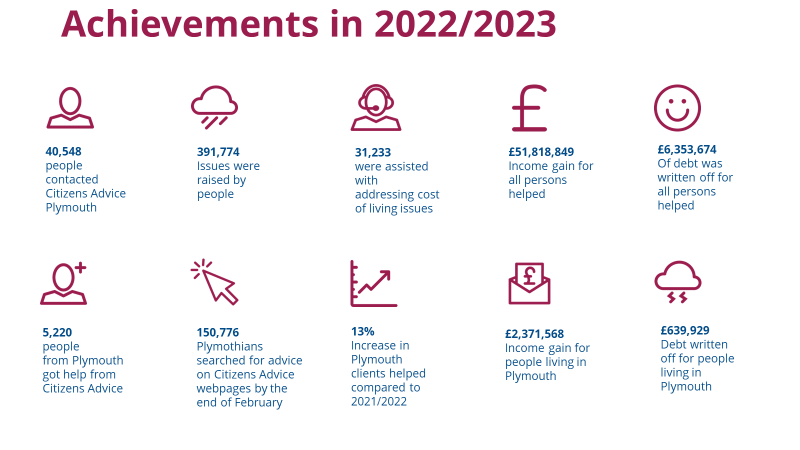 Achievements in 2022/2023
40,548
people
contacted
Citizens Advice
Plymouth
391,774
Issues were
raised by
people
31,233
were assisted
with
addressing cost
of living issues
£51,818,849
Income gain for
all persons
helped
£6,353,674
Of debt was
written off for
all persons
helped
5,220
people
from Plymouth
got help from
Citizens Advice
150,776
Plymothians
searched for advice
on Citizens Advice
webpages by the
end of February
13%
Increase in
Plymouth
clients helped
compared to
2021/2022
£2,371,568
Income gain for
people living in
Plymouth
£639,929
Debt written
off for people
living in
Plymouth